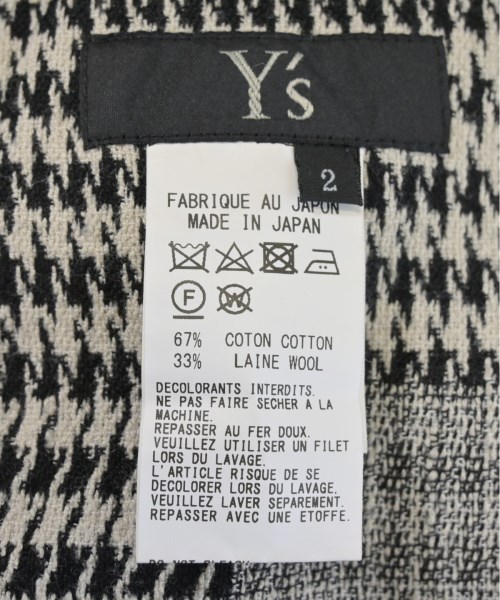 Y's
2
FABRIQUE AU JAPON
MADE IN JAPAN
F W
67% COTON COTTON
33% LAINE WOOL
DECOLORANTS INTERDITS.
NE PAS FAIRE SECHER A LA
MACHINE.
REPASSER AU FER DOUX.
VEUILLEZ UTILISER UN FILET
LORS DU LAVAGE.
L'ARTICLE RISQUE DE SE
DECOLORER LORS DU LAVAGE,
VEUILLEZ LAVER SEPAREMENT.
REPASSER AVEC UNE ETOFFE.